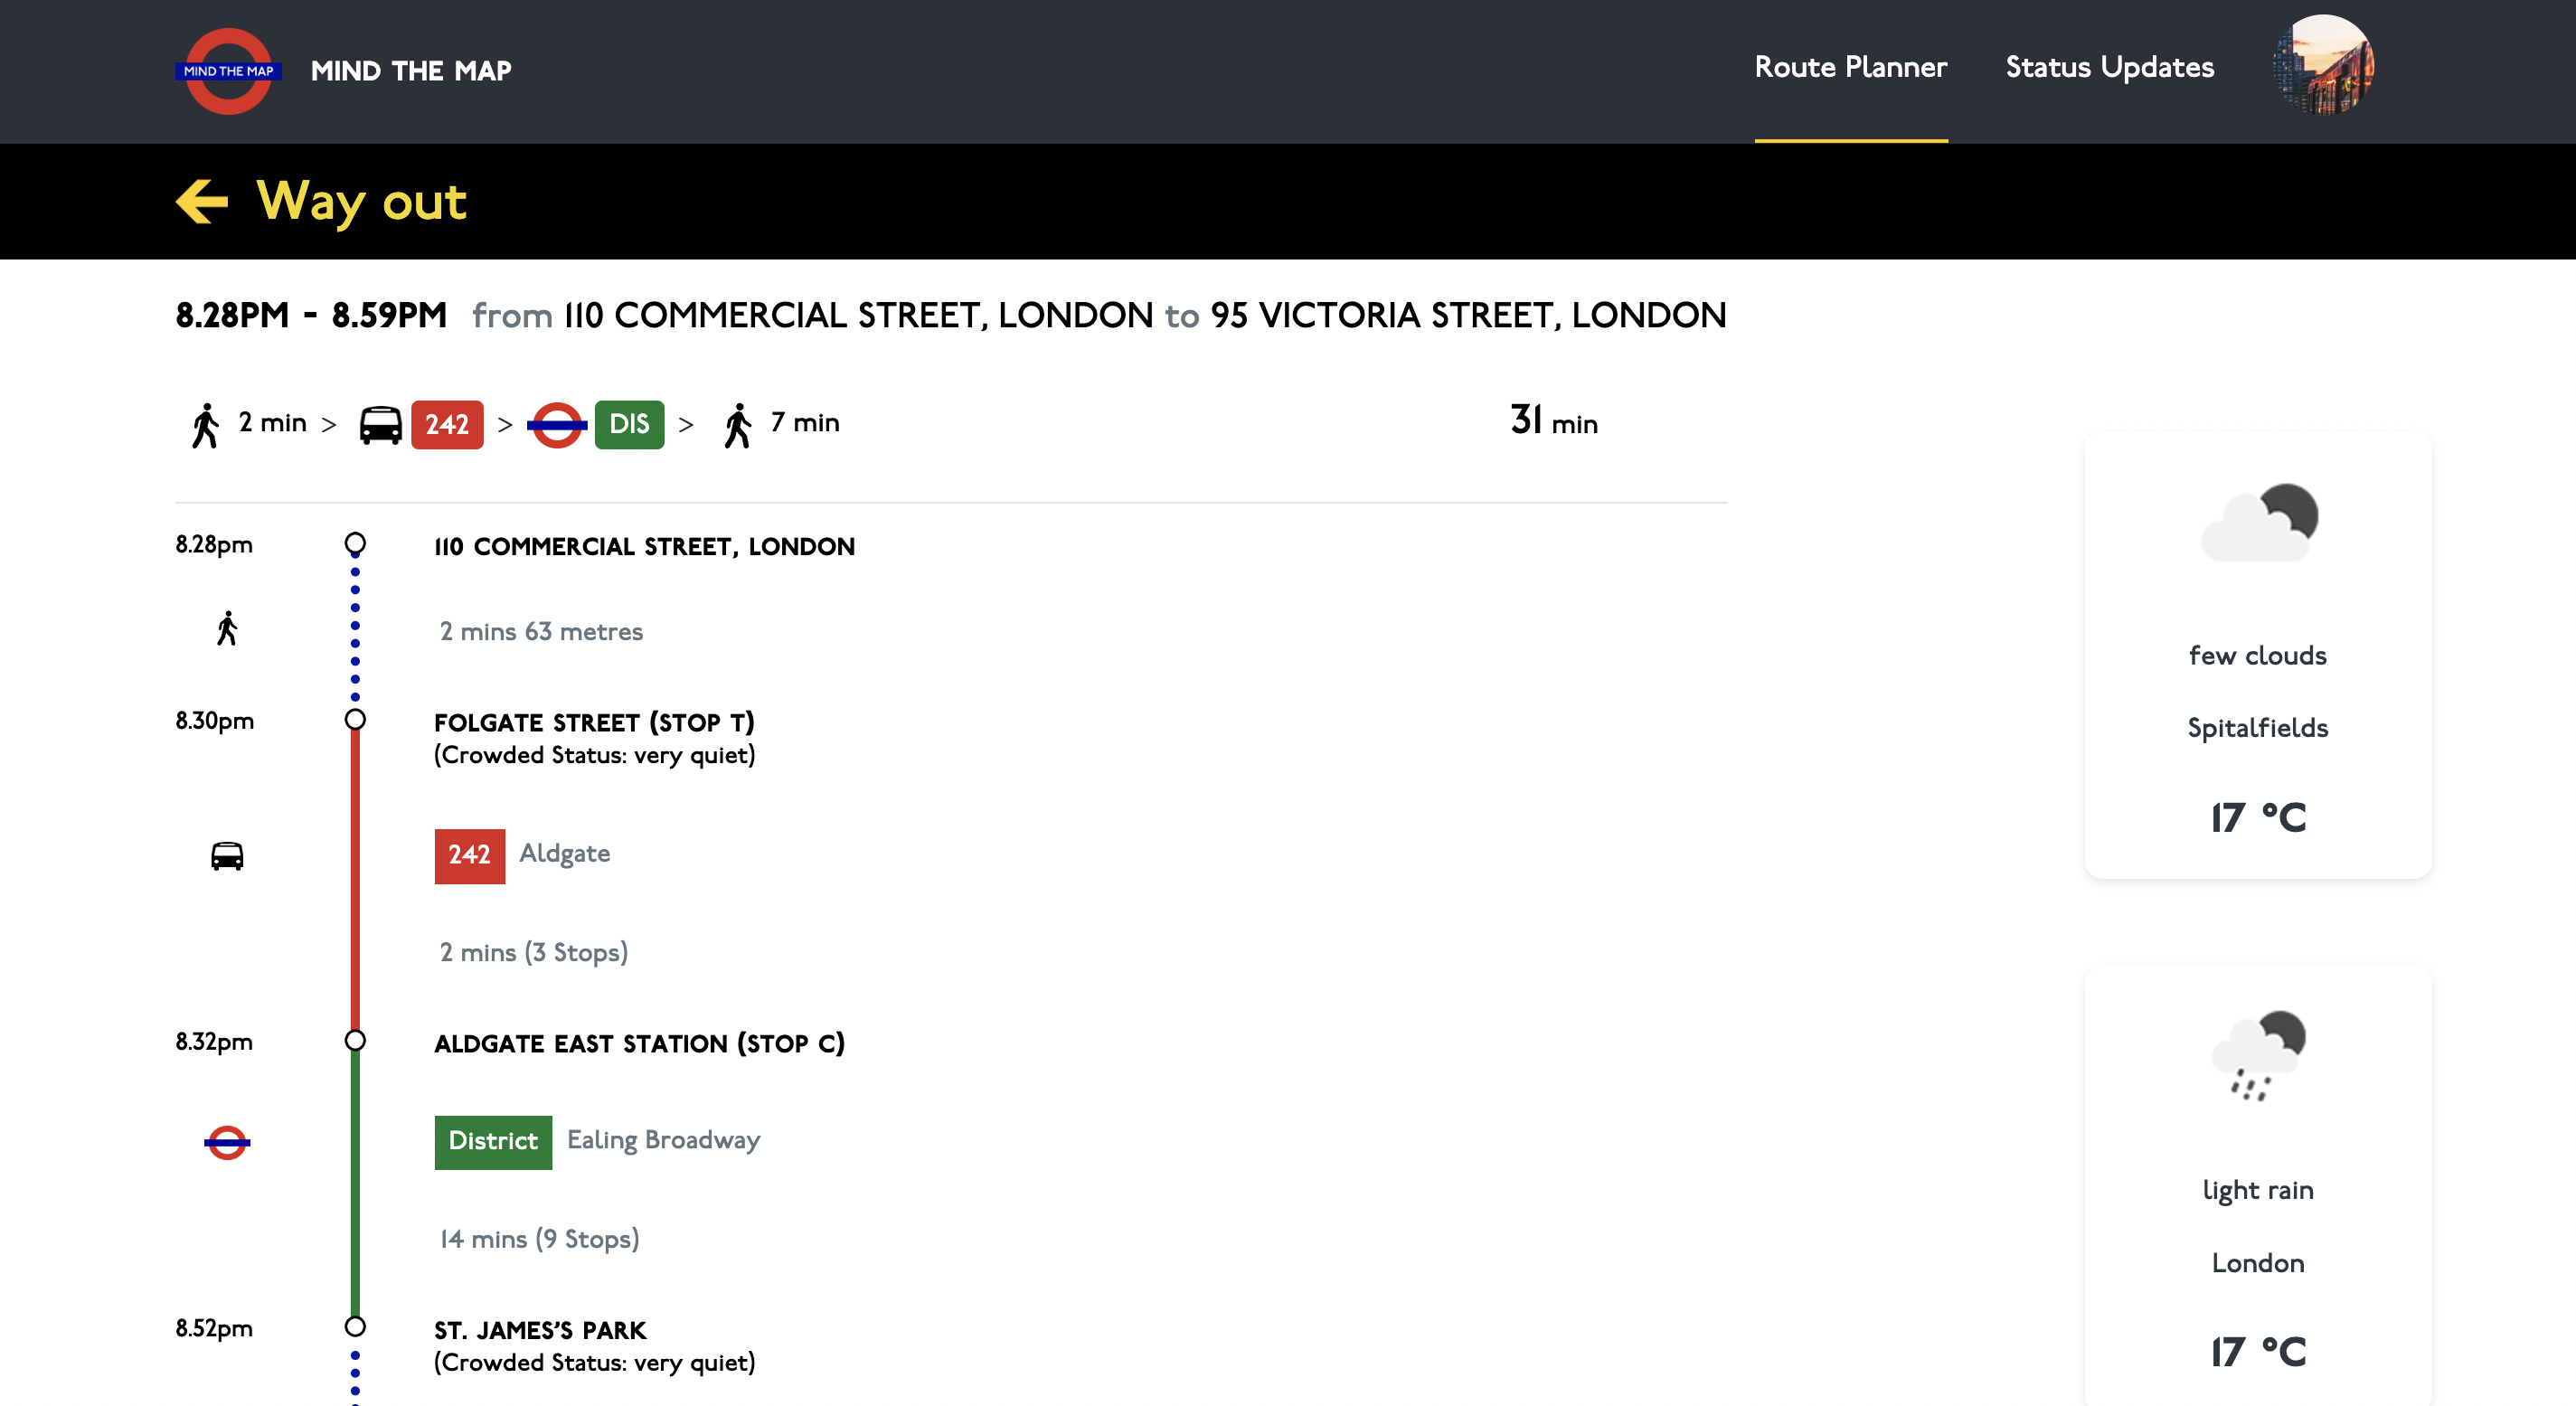 MIND THE MAP
MIND THE MAP
Route Planner
Status Updates
Way out
8.28PM - 8.59PM from 110 COMMERCIAL STREET, LONDON to 95 VICTORIA STREET, LONDON
2 min > 242 > DIS > 7 min
31 min
8.28pm
110 COMMERCIAL STREET, LONDON
2 mins 63 metres
8.30pm
FOLGATE STREET (STOP T)
(Crowded Status: very quiet)
242 Aldgate
2 mins (3 Stops)
8.32pm
ALDGATE EAST STATION (STOP C)
District Ealing Broadway
14 mins (9 Stops)
8.52pm
ST. JAMES'S PARK
(Crowded Status: very quiet)
few clouds
Spitalfields
17 °C
light rain
London
17 °C